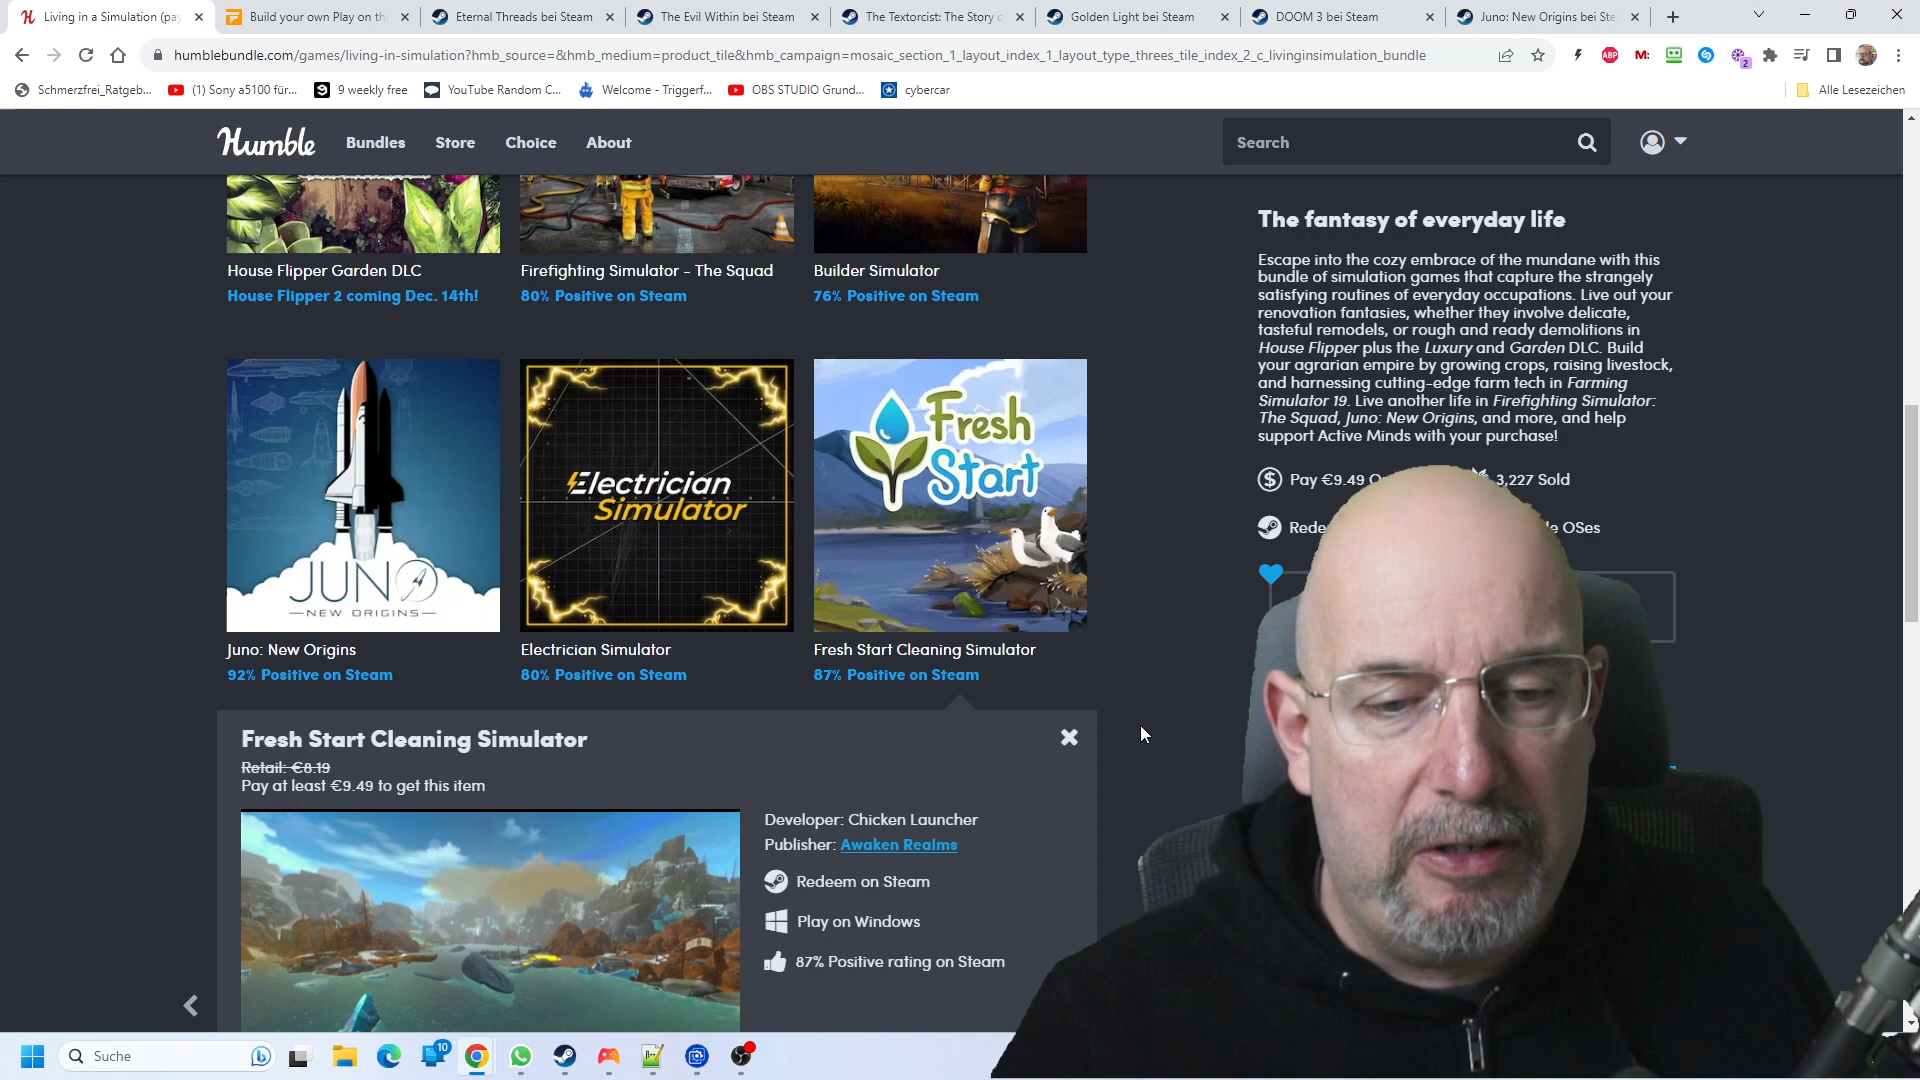 Living in a Simulation (pay
Build your own Play on the
Eternal Threads bei Steam
The Evil Within bei Steam
The Textorcist: The Story o
Golden Light bei Steam
DOOM 3 bei Steam
Juno: New Origins bei Ste
humblebundle.com/games/living-in-simulation?hmb_source=&hmb_medium=product_tile&hmb_campaign=mosaic_section_1_layout_index_1_layout_type_threes_tile_index_2_c_livinginsimulation_bundle
ABP
M:
2
Schmerzfrei_Ratgeb...
(1) Sony a5100 für...
9 weekly free
YouTube Random C...
Welcome - Triggerf...
OBS STUDIO Grund...
cybercar
Alle Lesezeichen
Humble
Bundles
Store
Choice
About
Search
House Flipper Garden DLC
House Flipper 2 coming Dec. 14th!
Firefighting Simulator - The Squad
80% Positive on Steam
Builder Simulator
76% Positive on Steam
JUNO
NEW ORIGINS
Juno: New Origins
92% Positive on Steam
Electrician
Simulator
Electrician Simulator
80% Positive on Steam
Fresh
Start
Fresh Start Cleaning Simulator
87% Positive on Steam
The fantasy of everyday life
Escape into the cozy embrace of the mundane with this
bundle of simulation games that capture the strangely
satisfying routines of everyday occupations. Live out your
renovation fantasies, whether they involve delicate,
tasteful remodels, or rough and ready demolitions in
House Flipper plus the Luxury and Garden DLC. Build
your agrarian empire by growing crops, raising livestock,
and harnessing cutting-edge farm tech in Farming
Simulator 19. Live another life in Firefighting Simulator:
The Squad, Juno: New Origins, and more, and help
support Active Minds with your purchase!
Pay €9.49 O
3,227 Sold
Rede
le OSes
Fresh Start Cleaning Simulator
Retail: €8.19
Pay at least €9.49 to get this item
Developer: Chicken Launcher
Publisher: Awaken Realms
Redeem on Steam
Play on Windows
87% Positive rating on Steam
Suche
10